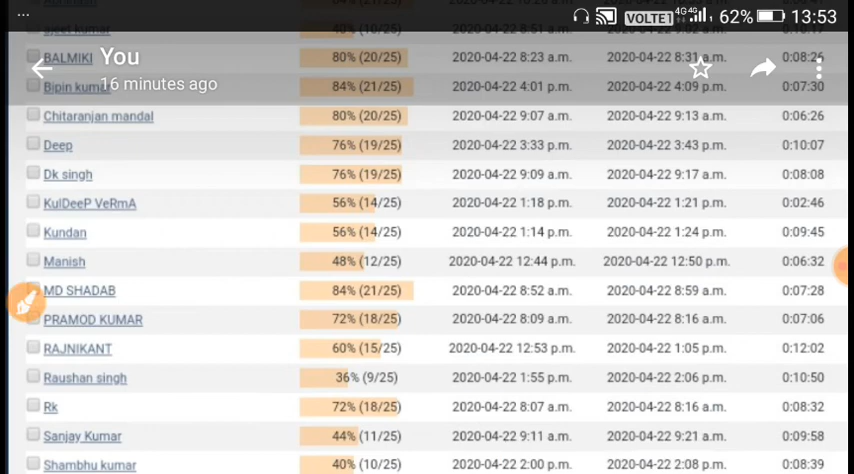 ... VOLTE1 4G 4G 62% 13:53
ajeet kumar 40% (10/25) 2020-04-22 8:51 a.m.
You
BALMIKI 80% (20/25) 2020-04-22 8:23 a.m. 2020-04-22 8:31 a.m. 0:08:26
16 minutes ago
Bipin kumar 84% (21/25) 2020-04-22 4:01 p.m. 2020-04-22 4:09 p.m. 0:07:30
Chitaranjan mandal 80% (20/25) 2020-04-22 9:07 a.m. 2020-04-22 9:13 a.m. 0:06:26
Deep 76% (19/25) 2020-04-22 3:33 p.m. 2020-04-22 3:43 p.m. 0:10:07
Dk singh 76% (19/25) 2020-04-22 9:09 a.m. 2020-04-22 9:17 a.m. 0:08:08
KulDeeP VeRmA 56% (14/25) 2020-04-22 1:18 p.m. 2020-04-22 1:21 p.m. 0:02:46
Kundan 56% (14/25) 2020-04-22 1:14 p.m. 2020-04-22 1:24 p.m. 0:09:45
Manish 48% (12/25) 2020-04-22 12:44 p.m. 2020-04-22 12:50 p.m. 0:06:32
MD SHADAB 84% (21/25) 2020-04-22 8:52 a.m. 2020-04-22 8:59 a.m. 0:07:28
PRAMOD KUMAR 72% (18/25) 2020-04-22 8:09 a.m. 2020-04-22 8:16 a.m. 0:07:06
RAJNIKANT 60% (15/25) 2020-04-22 12:53 p.m. 2020-04-22 1:05 p.m. 0:12:02
Raushan singh 36% (9/25) 2020-04-22 1:55 p.m. 2020-04-22 2:06 p.m. 0:10:50
Rk 72% (18/25) 2020-04-22 8:07 a.m. 2020-04-22 8:16 a.m. 0:08:32
Sanjay Kumar 44% (11/25) 2020-04-22 9:11 a.m. 2020-04-22 9:21 a.m. 0:09:58
Shambhu kumar 40% (10/25) 2020-04-22 2:00 p.m. 2020-04-22 2:08 p.m. 0:08:39